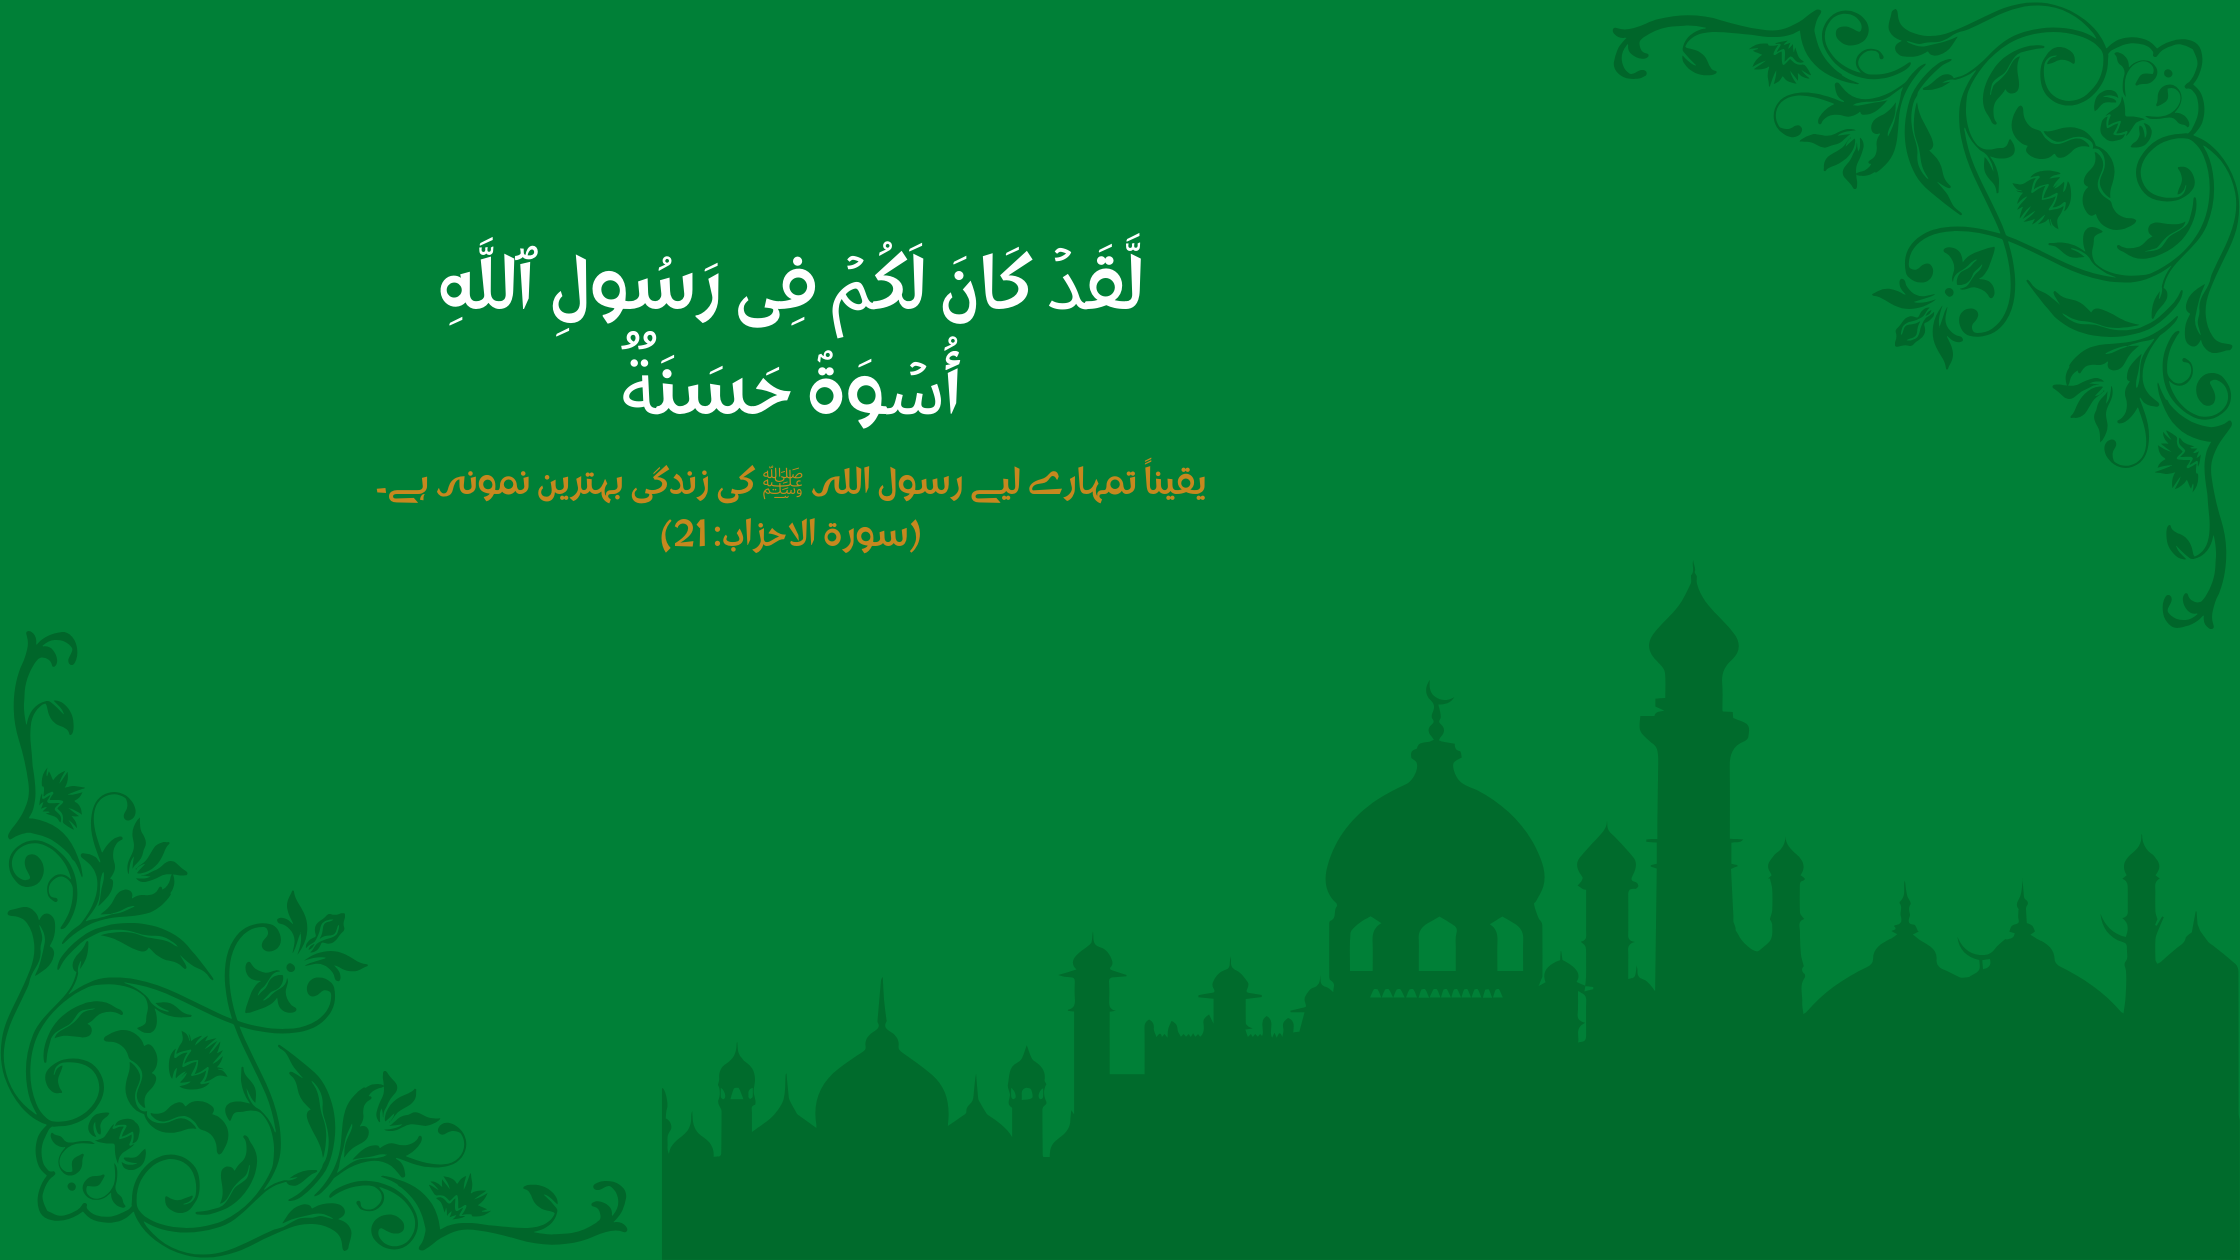 لَّقَدۡ كَانَ لَكُمۡ فِى رَسُولِ ٱللَّهِ
أُسۡوَةٌ حَسَنَةٌۭ
یقیناً تمہارے لیے رسول اللہ ﷺ کی زندگی بہترین نمونہ ہے۔
(سورۃ الاحزاب: 21)